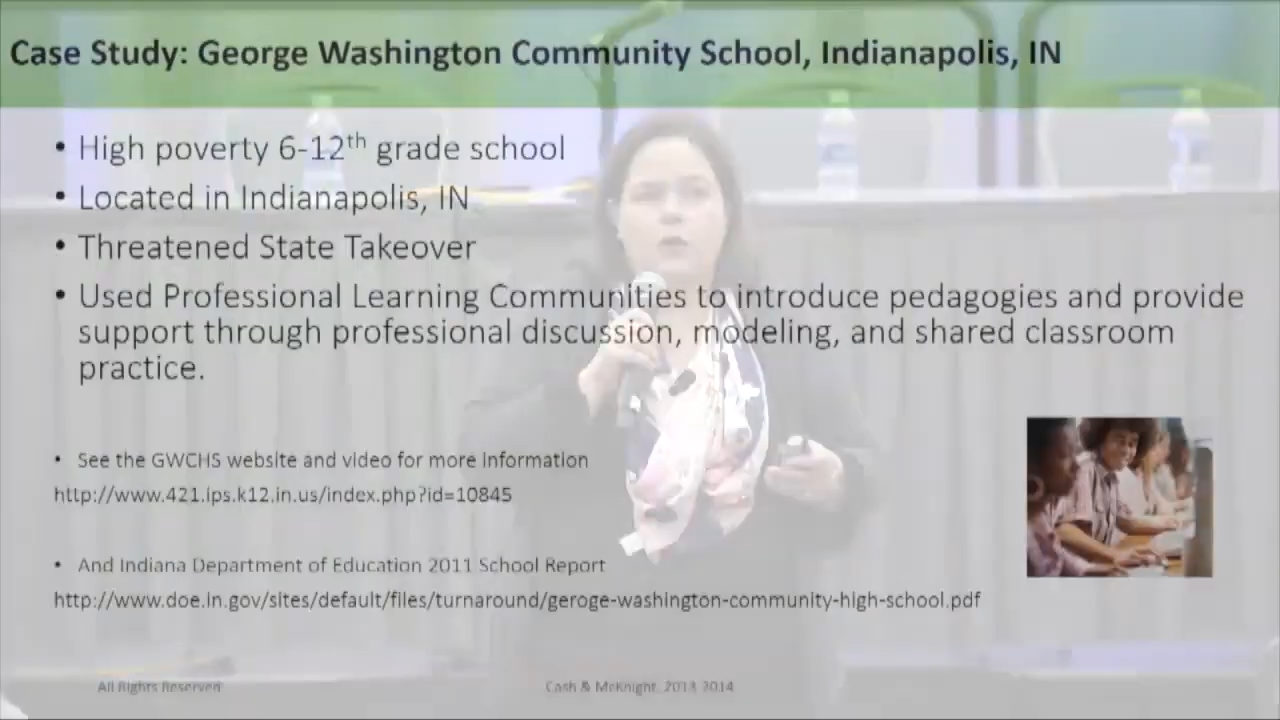 Case Study: George Washington Community School, Indianapolis, IN
• High poverty 6-12th grade school
• Located in Indianapolis, IN
• Threatened State Takeover
• Used Professional Learning Communities to introduce pedagogies and provide
support through professional discussion, modeling, and shared classroom
practice.
• See the GWCHS website and video for more information
http://www.421.ips.k12.in.us/index.php?id=10845
• And Indiana Department of Education 2011 School Report
http://www.doe.in.gov/sites/default/files/turnaround/geroge-washington-community-high-school.pdf
All Rights Reserved
Cash & McKnight, 2013-2014